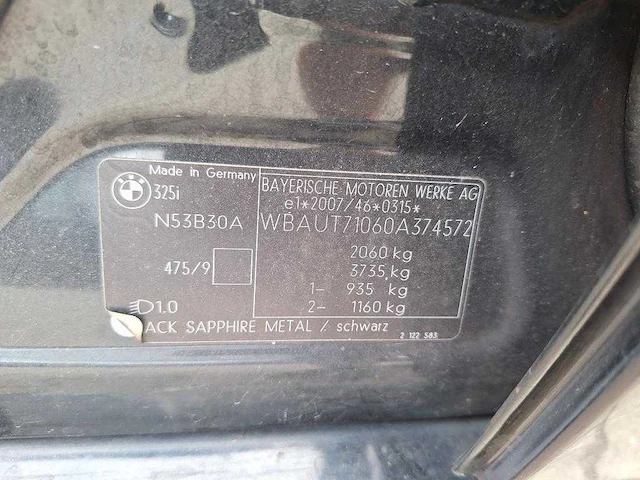 Made in Germany
BMW
325i
N53B30A
475/9
1.0
BAYERISCHE MOTOREN WERKE AG
e1*2007/46*0315*
WBAUT71060A374572
2060 kg
3735 kg
1- 935 kg
2- 1160 kg
ACK SAPPHIRE METAL / schwarz
2 122 583